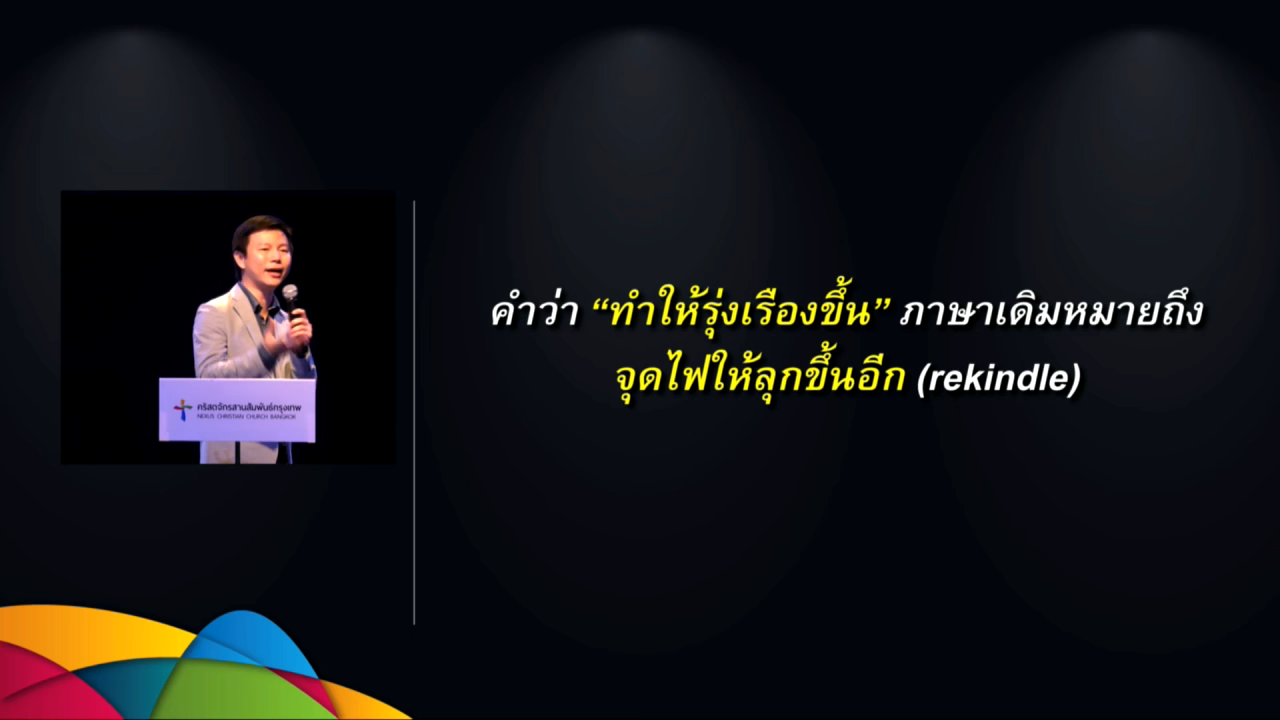 คำว่า “ทำให้รุ่งเรืองขึ้น” ภาษาเดิมหมายถึง
จุดไฟให้ลุกขึ้นอีก (rekindle)
คริสตจักรสานสัมพันธ์กรุงเทพ
NEXUS CHRISTIAN CHURCH BANGKOK